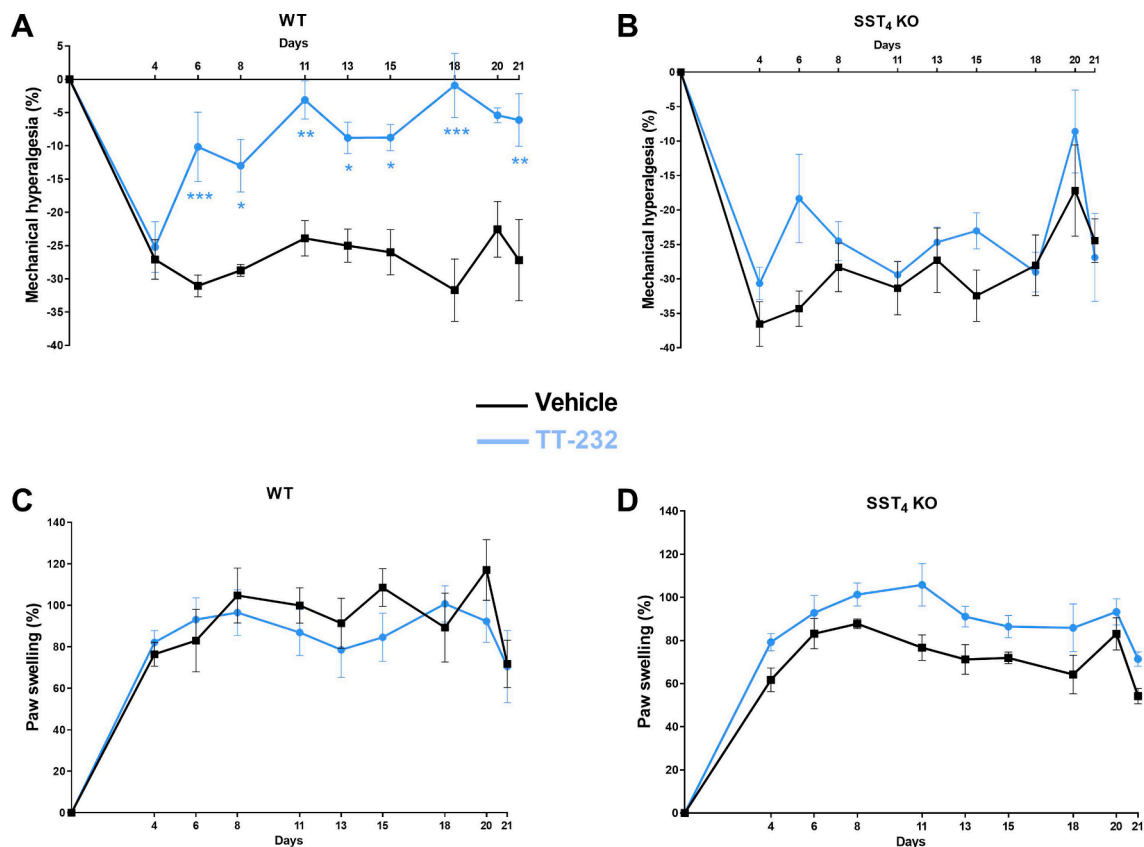 A
WT
Days
4 6 8 11 13 15 18 20 21
5
0
-5
-10
-15
-20
-25
-30
-35
-40
Mechanical hyperalgesia (%)
*** * ** * * *** **
B
SST₄ KO
Days
4 6 8 11 13 15 18 20 21
0
-5
-10
-15
-20
-25
-30
-35
-40
Mechanical hyperalgesia (%)
Vehicle
TT-232
C
WT
140
120
100
80
60
40
20
0
Paw swelling (%)
4 6 8 11 13 15 18 20 21
Days
D
SST₄ KO
140
120
100
80
60
40
20
0
Paw swelling (%)
4 6 8 11 13 15 18 20 21
Days